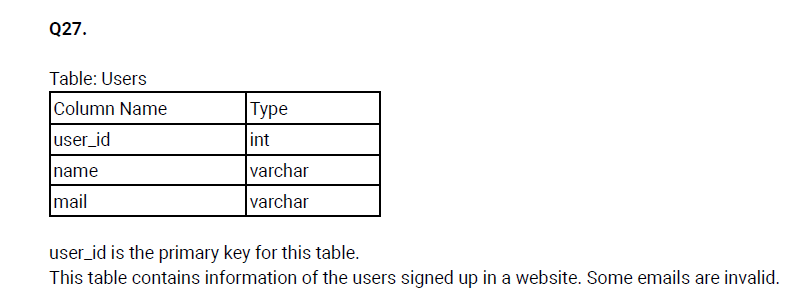 Q27.
Table: Users
Column Name Type
user_id int
name varchar
mail varchar
user_id is the primary key for this table.
This table contains information of the users signed up in a website. Some emails are invalid.